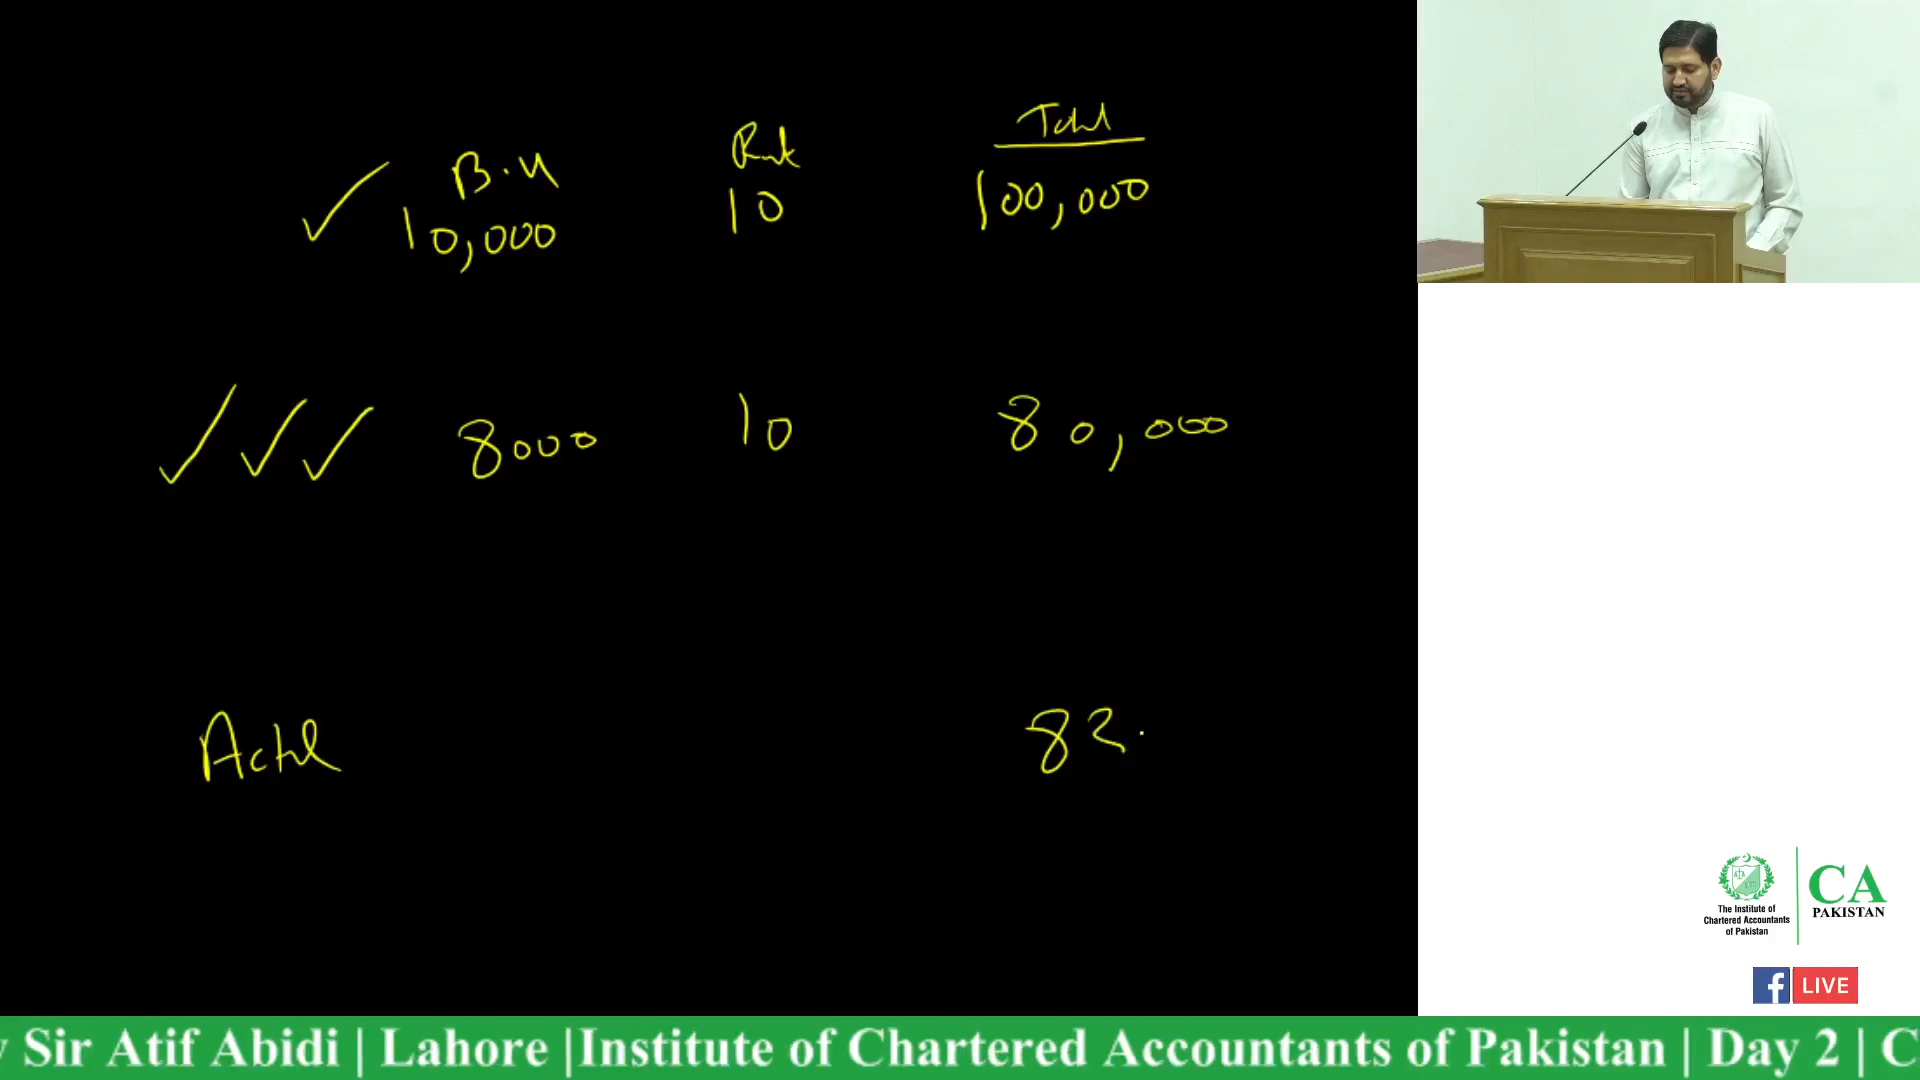 B.U Rate Total
10,000 10 100,000
8000 10 80,000
Actul 82.
The Institute of
Chartered Accountants
of Pakistan
CA
PAKISTAN
f LIVE
Sir Atif Abidi | Lahore |Institute of Chartered Accountants of Pakistan | Day 2 | C